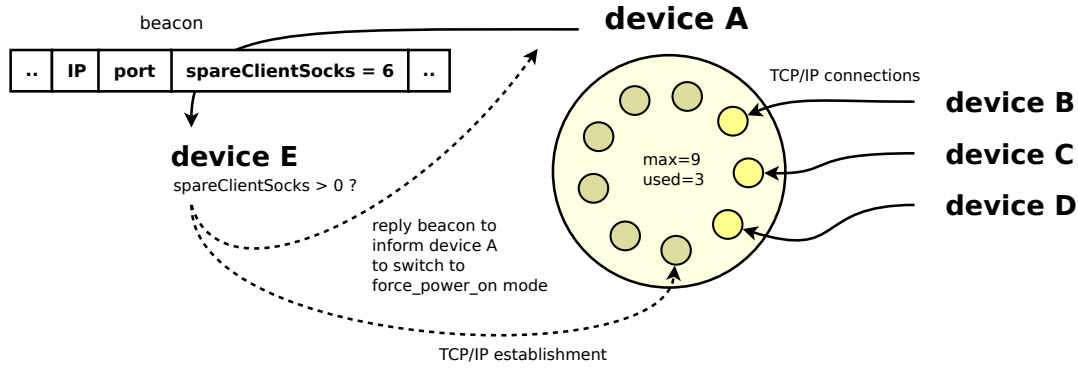 beacon
device A
.. IP port spareClientSocks = 6 ..
TCP/IP connections
device B
device C
device D
device E
spareClientSocks > 0 ?
max=9
used=3
reply beacon to
inform device A
to switch to
force_power_on mode
TCP/IP establishment